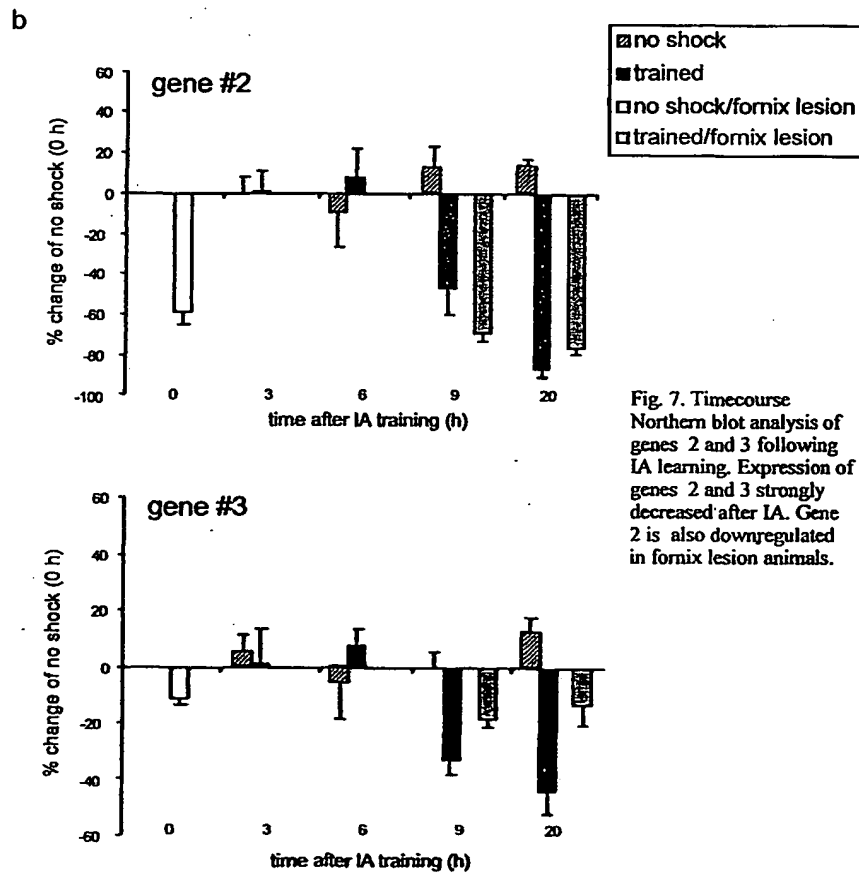 b
no shock
trained
no shock/fornix lesion
trained/fornix lesion
gene #2
60
40
20
0
-20
-40
-60
-80
-100
% change of no shock (0 h)
0 3 6 9 20
time after IA training (h)
Fig. 7. Timecourse
Northern blot analysis of
genes 2 and 3 following
IA learning. Expression of
genes 2 and 3 strongly
decreased after IA. Gene
2 is also downregulated
in fornix lesion animals.
gene #3
60
40
20
0
-20
-40
-60
% change of no shock (0 h)
0 3 6 9 20
time after IA training (h)